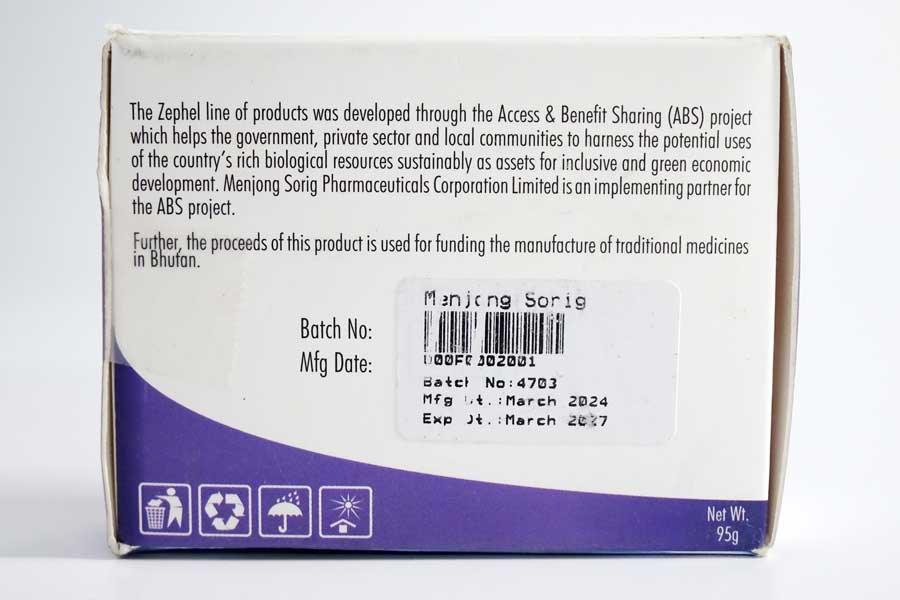 The Zephel line of products was developed through the Access & Benefit Sharing (ABS) project
which helps the government, private sector and local communities to harness the potential uses
of the country's rich biological resources sustainably as assets for inclusive and green economic
development. Menjong Sorig Pharmaceuticals Corporation Limited is an implementing partner for
the ABS project.
Further, the proceeds of this product is used for funding the manufacture of traditional medicines
in Bhutan.
Batch No:
Mfg Date:
Menjong Sorig
Batch No:4703
Mfg Dt.:March 2024
Exp Dt.:March 2027
Net Wt.
95g